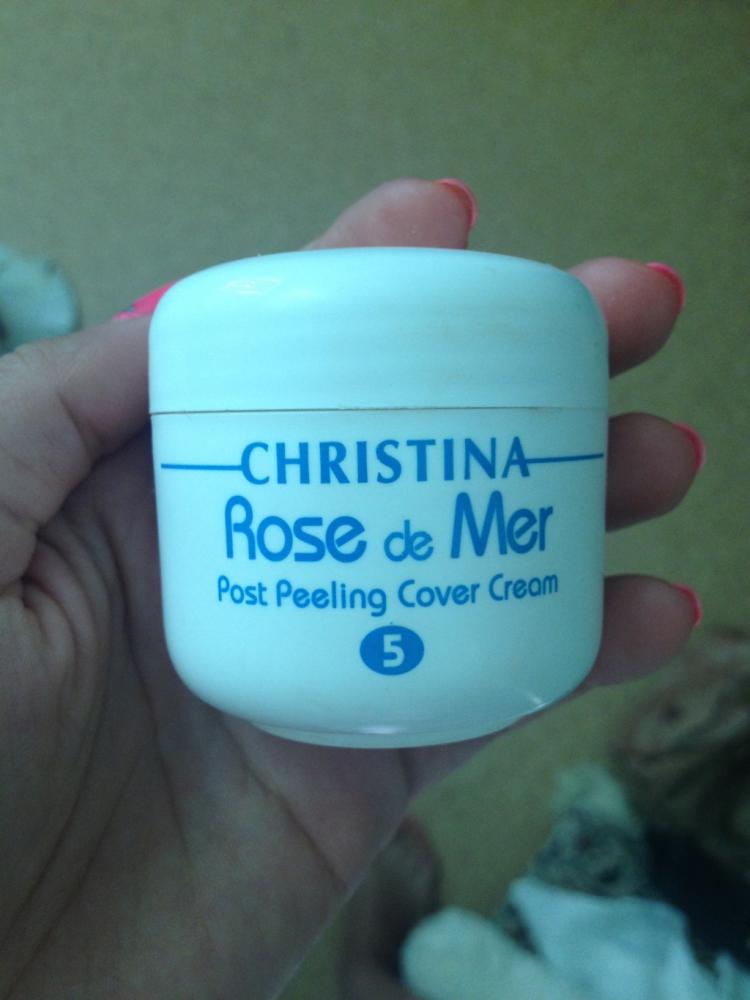 CHRISTINA
Rose de Mer
Post Peeling Cover Cream
5